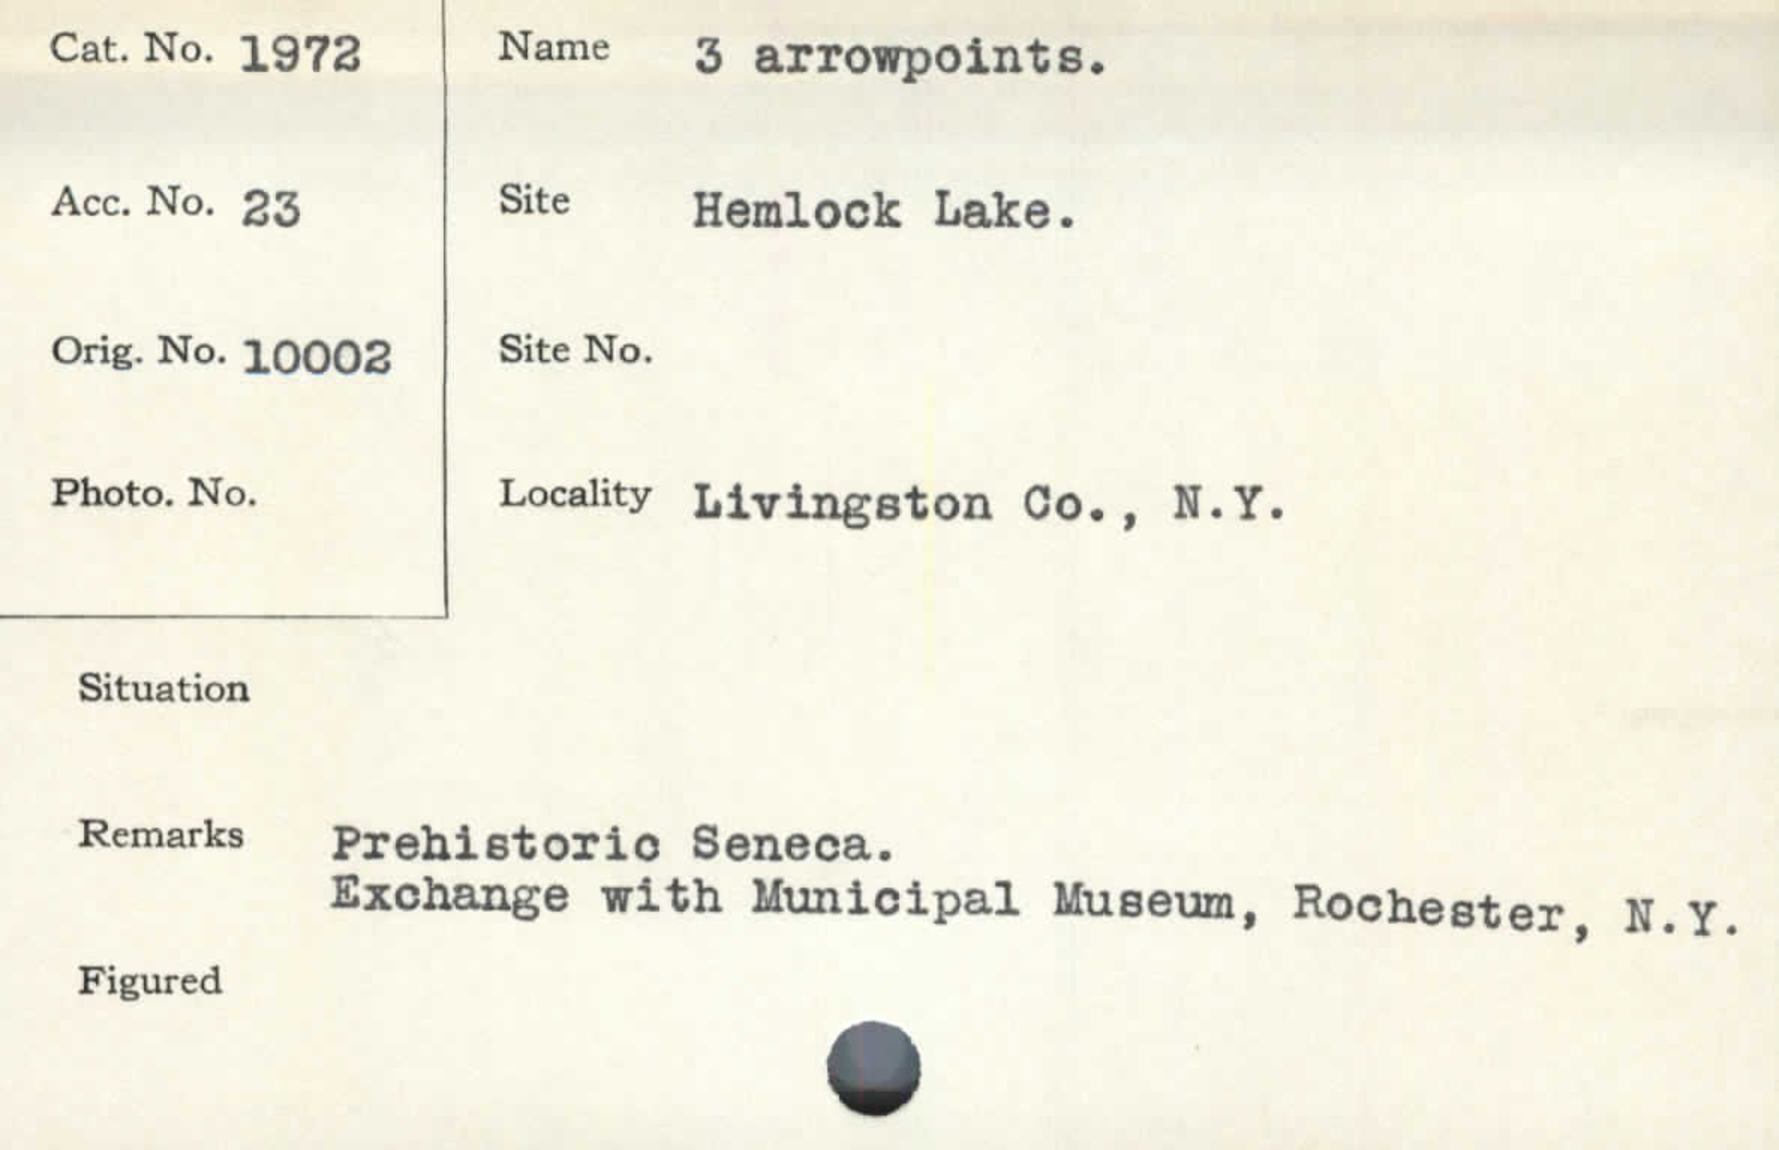 Cat. No. 1972
Name 3 arrowpoints.
Acc. No. 23
Site Hemlock Lake.
Orig. No. 10002
Site No.
Photo. No.
Locality Livingston Co., N.Y.
Situation
Remarks Prehistoric Seneca.
Exchange with Municipal Museum, Rochester, N.Y.
Figured